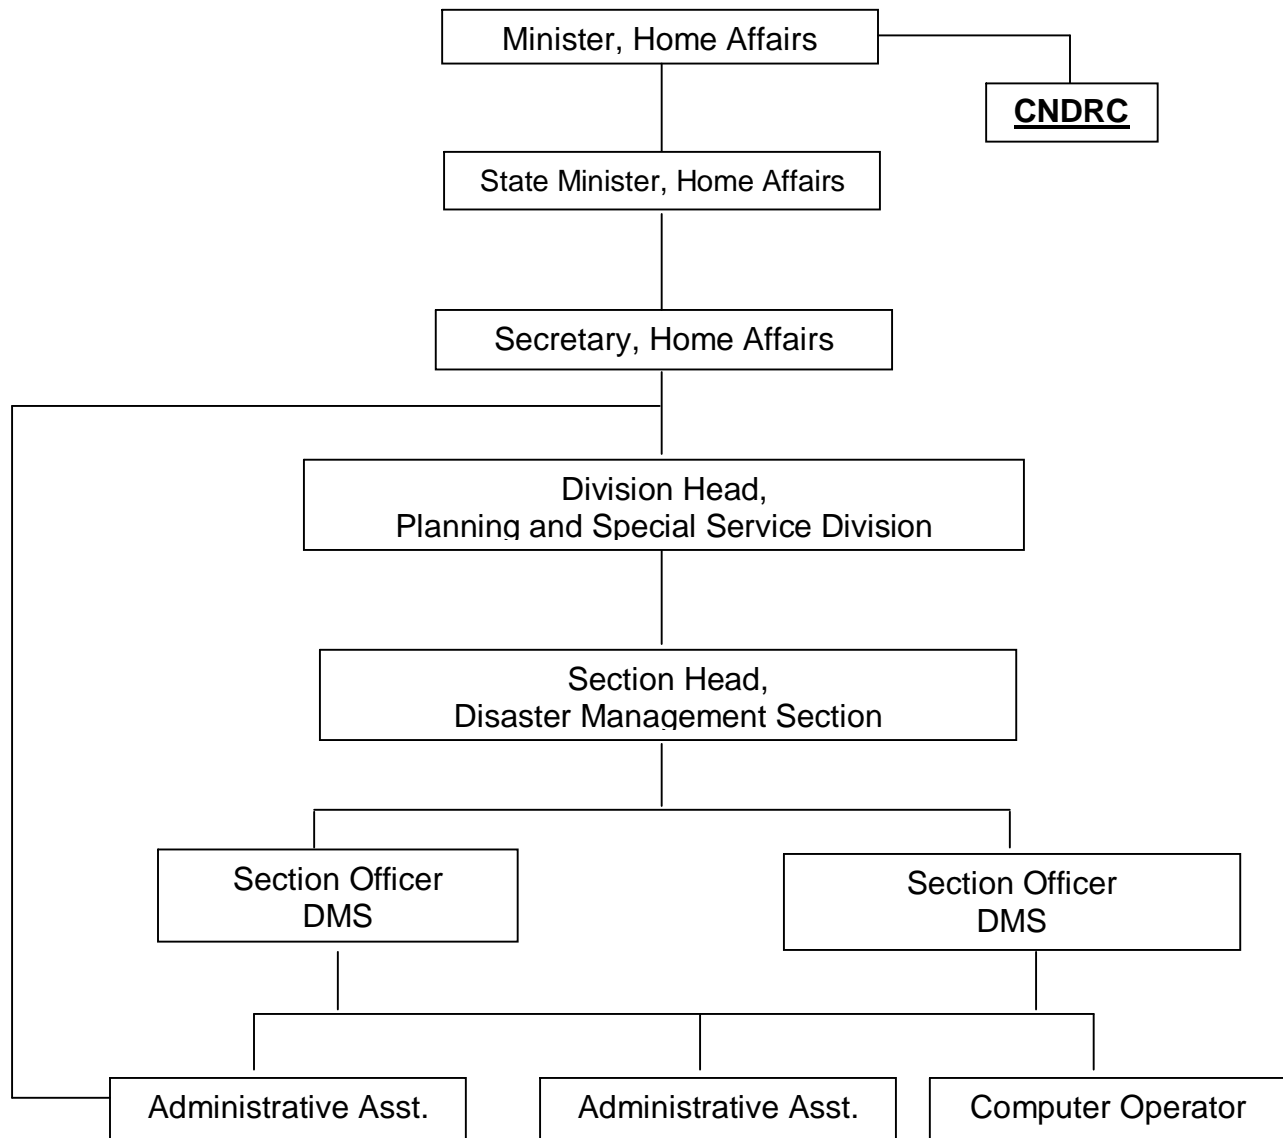 Minister, Home Affairs
CNDRC
State Minister, Home Affairs
Secretary, Home Affairs
Division Head,
Planning and Special Service Division
Section Head,
Disaster Management Section
Section Officer
DMS
Section Officer
DMS
Administrative Asst.
Administrative Asst.
Computer Operator